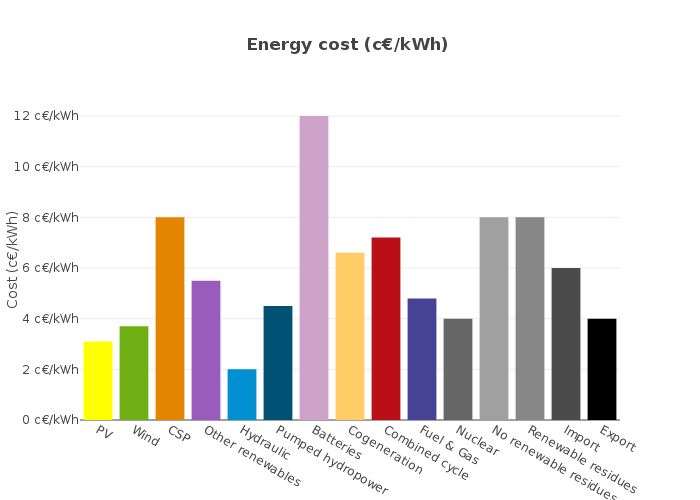 Energy cost (c€/kWh)
12 c€/kWh
10 c€/kWh
8 c€/kWh
6 c€/kWh
4 c€/kWh
2 c€/kWh
0 c€/kWh
Cost (c€/kWh)
PV
Wind
CSP
Other renewables
Hydraulic
Pumped hydropower
Batteries
Cogeneration
Combined cycle
Fuel & Gas
Nuclear
No renewable residues
Renewable residues
Import
Export